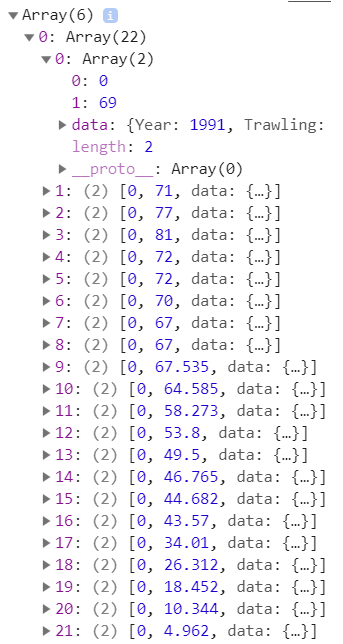 Array(6) i
0: Array(22)
0: Array(2)
0: 0
1: 69
data: {Year: 1991, Trawling:
length: 2
__proto__: Array(0)
1: (2) [0, 71, data: {…}]
2: (2) [0, 77, data: {…}]
3: (2) [0, 81, data: {…}]
4: (2) [0, 72, data: {…}]
5: (2) [0, 72, data: {…}]
6: (2) [0, 70, data: {…}]
7: (2) [0, 67, data: {…}]
8: (2) [0, 67, data: {…}]
9: (2) [0, 67.535, data: {…}]
10: (2) [0, 64.585, data: {…}]
11: (2) [0, 58.273, data: {…}]
12: (2) [0, 53.8, data: {…}]
13: (2) [0, 49.5, data: {…}]
14: (2) [0, 46.765, data: {…}]
15: (2) [0, 44.682, data: {…}]
16: (2) [0, 43.57, data: {…}]
17: (2) [0, 34.01, data: {…}]
18: (2) [0, 26.312, data: {…}]
19: (2) [0, 18.452, data: {…}]
20: (2) [0, 10.344, data: {…}]
21: (2) [0, 4.962, data: {…}]